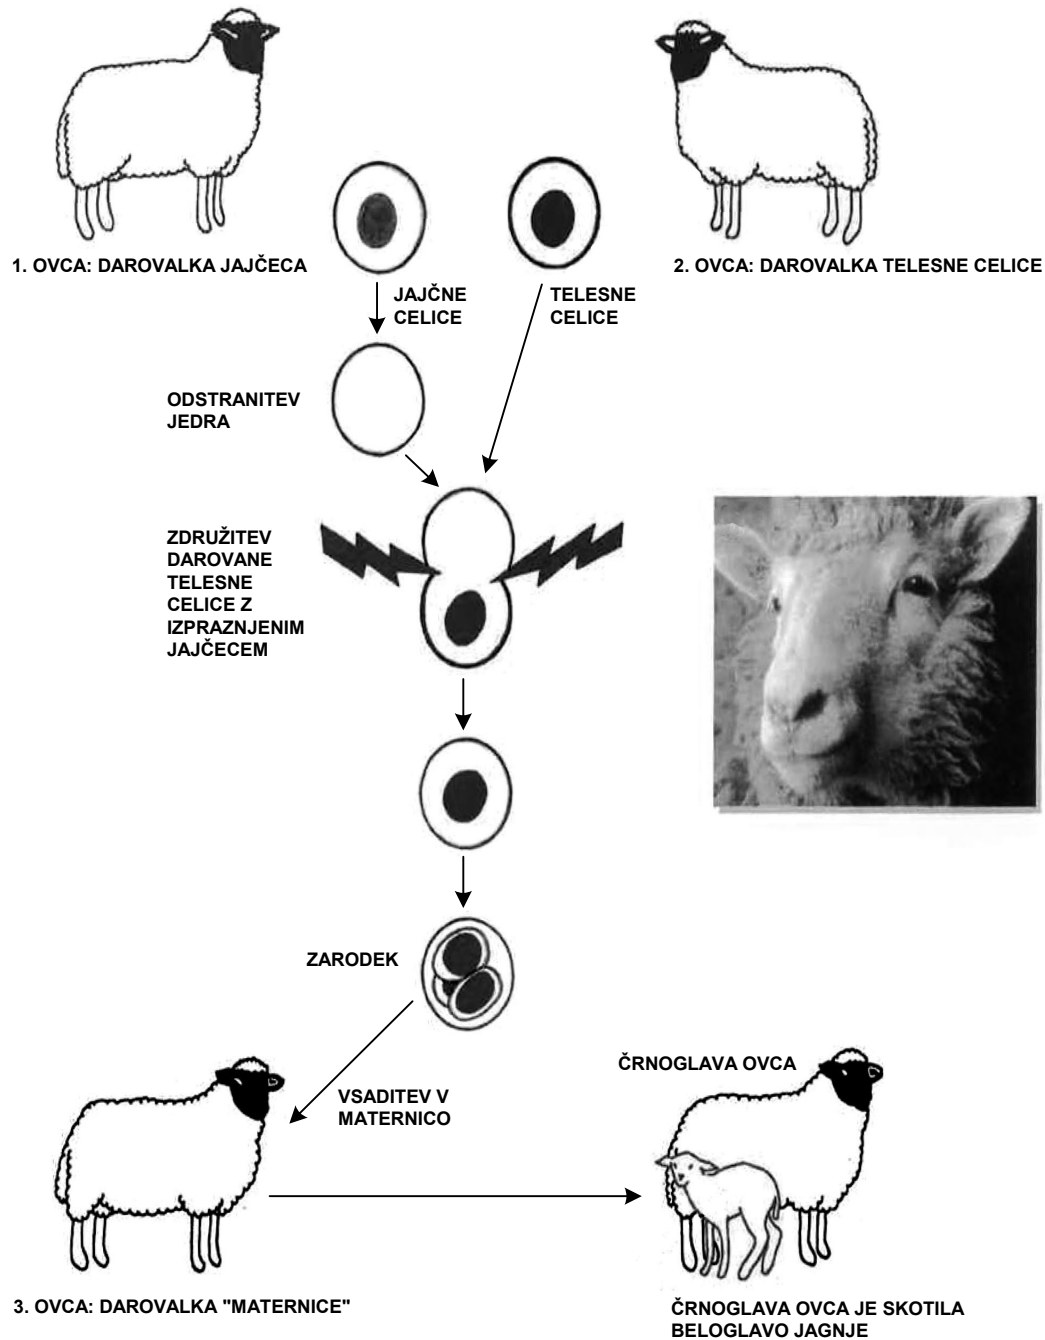 1. OVCA: DAROVALKA JAJČECA
2. OVCA: DAROVALKA TELESNE CELICE
JAJČNE
CELICE
TELESNE
CELICE
ODSTRANITEV
JEDRA
ZDRUŽITEV
DAROVANE
TELESNE
CELICE Z
IZPRAZNJENIM
JAJČECEM
ZARODEK
VSADITEV V
MATERNICO
ČRNOGLAVA OVCA
3. OVCA: DAROVALKA "MATERNICE"
ČRNOGLAVA OVCA JE SKOTILA
BELOGLAVO JAGNJE